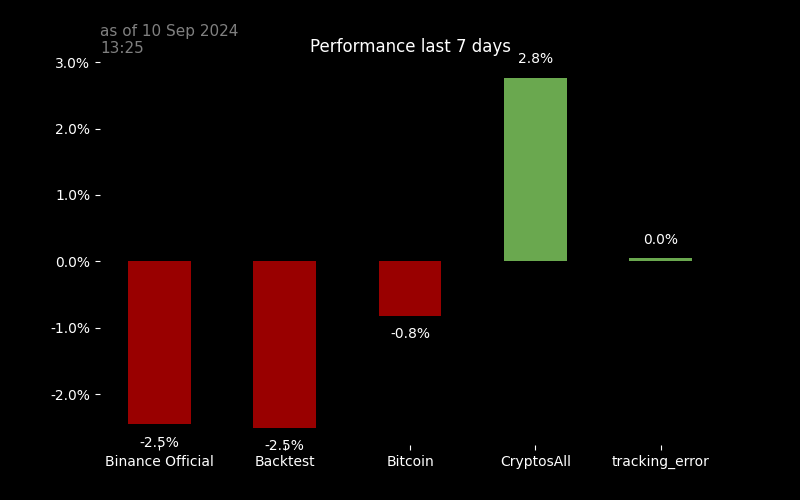 as of 10 Sep 2024
13:25
Performance last 7 days
3.0%
2.0%
1.0%
0.0%
-1.0%
-2.0%
2.8%
0.0%
-0.8%
-2.5%
-2.5%
Binance Official
Backtest
Bitcoin
CryptosAll
tracking_error